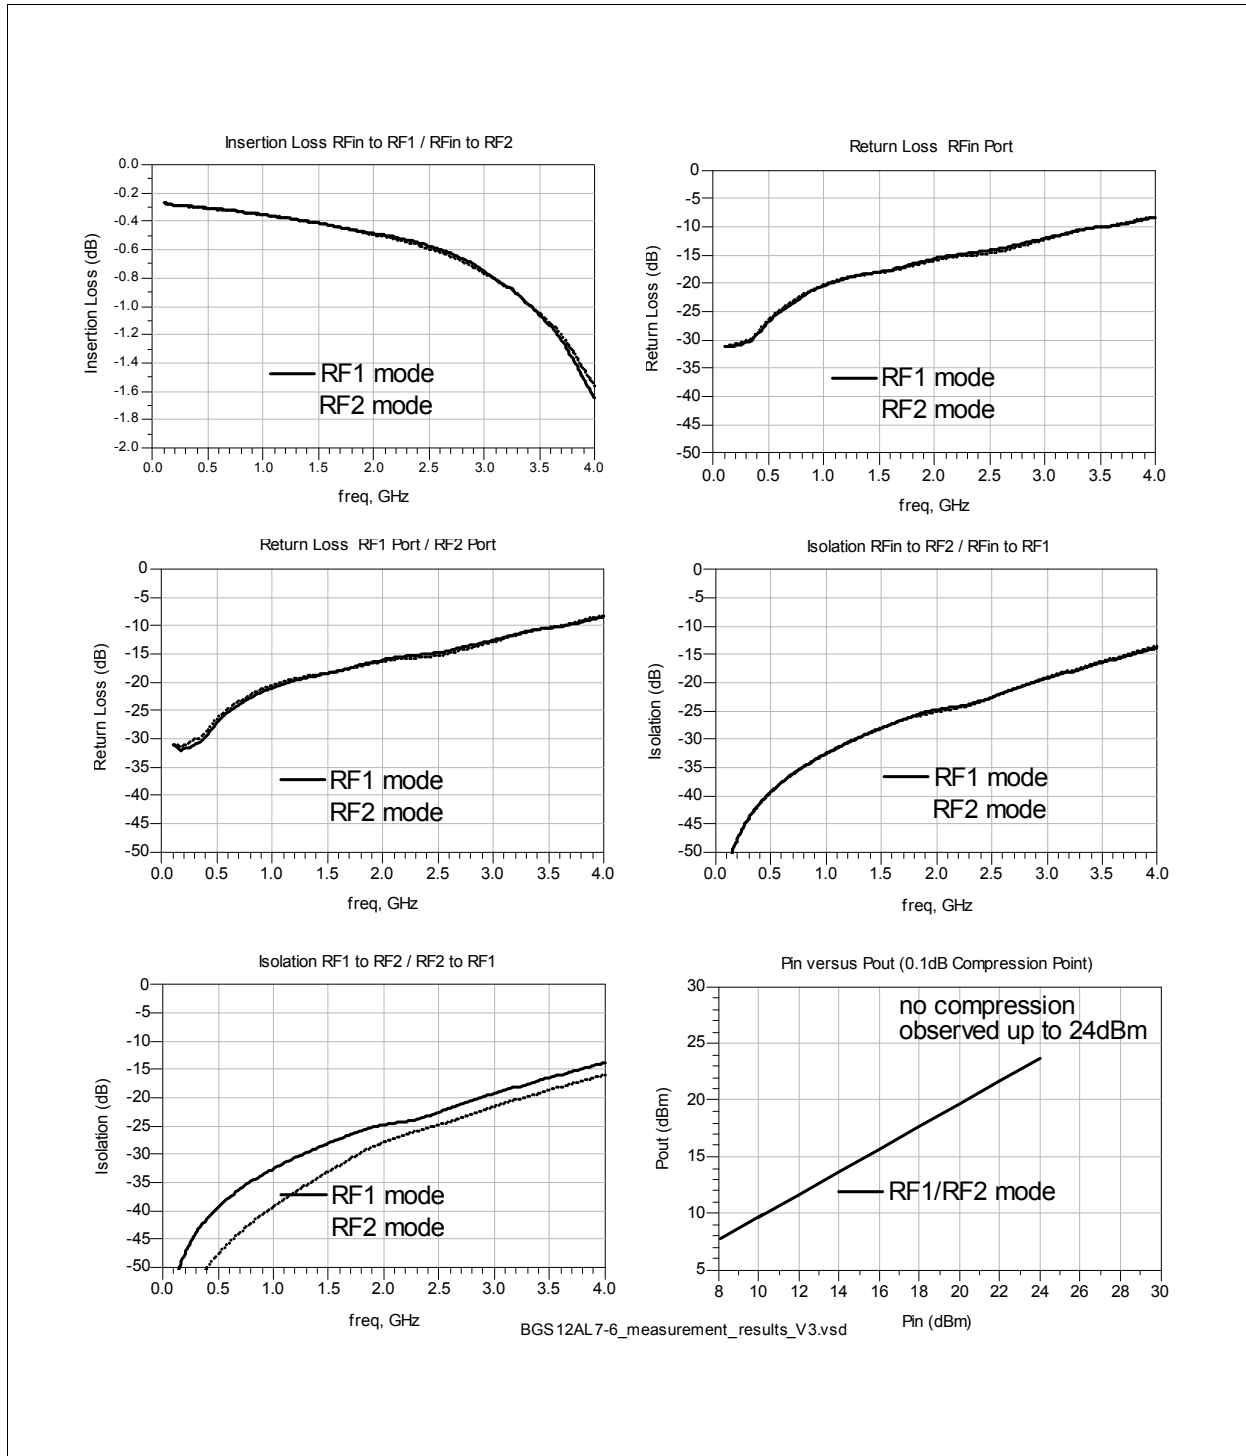 Insertion Loss RFin to RF1 / RFin to RF2
0.0
-0.2
-0.4
-0.6
-0.8
-1.0
-1.2
-1.4
-1.6
-1.8
-2.0
Insertion Loss (dB)
RF1 mode
RF2 mode
0.0 0.5 1.0 1.5 2.0 2.5 3.0 3.5 4.0
freq, GHz
Return Loss RFin Port
0
-5
-10
-15
-20
-25
-30
-35
-40
-45
-50
Return Loss (dB)
RF1 mode
RF2 mode
0.0 0.5 1.0 1.5 2.0 2.5 3.0 3.5 4.0
freq, GHz
Return Loss RF1 Port / RF2 Port
0
-5
-10
-15
-20
-25
-30
-35
-40
-45
-50
Return Loss (dB)
RF1 mode
RF2 mode
0.0 0.5 1.0 1.5 2.0 2.5 3.0 3.5 4.0
freq, GHz
Isolation RFin to RF2 / RFin to RF1
0
-5
-10
-15
-20
-25
-30
-35
-40
-45
-50
Isolation (dB)
RF1 mode
RF2 mode
0.0 0.5 1.0 1.5 2.0 2.5 3.0 3.5 4.0
freq, GHz
Isolation RF1 to RF2 / RF2 to RF1
0
-5
-10
-15
-20
-25
-30
-35
-40
-45
-50
Isolation (dB)
RF1 mode
RF2 mode
0.0 0.5 1.0 1.5 2.0 2.5 3.0 3.5 4.0
freq, GHz
Pin versus Pout (0.1dB Compression Point)
30
25
20
15
10
5
Pout (dBm)
no compression
observed up to 24dBm
RF1/RF2 mode
8 10 12 14 16 18 20 22 24 26 28 30
Pin (dBm)
BGS12AL7-6_measurement_results_V3.vsd